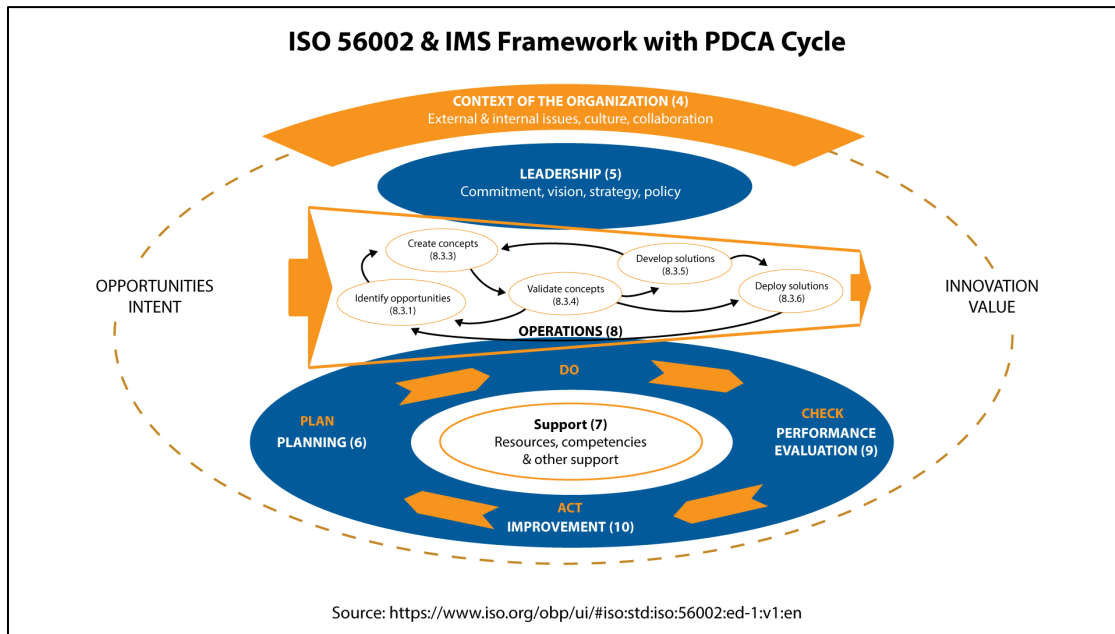 ISO 56002 & IMS Framework with PDCA Cycle
CONTEXT OF THE ORGANIZATION (4)
External & internal issues, culture, collaboration
LEADERSHIP (5)
Commitment, vision, strategy, policy
OPPORTUNITIES
INTENT
Create concepts
(8.3.3)
Develop solutions
(8.3.5)
Identify opportunities
(8.3.1)
Validate concepts
(8.3.4)
Deploy solutions
(8.3.6)
OPERATIONS (8)
INNOVATION
VALUE
DO
PLAN
PLANNING (6)
Support (7)
Resources, competencies
& other support
CHECK
PERFORMANCE
EVALUATION (9)
ACT
IMPROVEMENT (10)
Source: https://www.iso.org/obp/ui/#iso:std:iso:56002:ed-1:v1:en